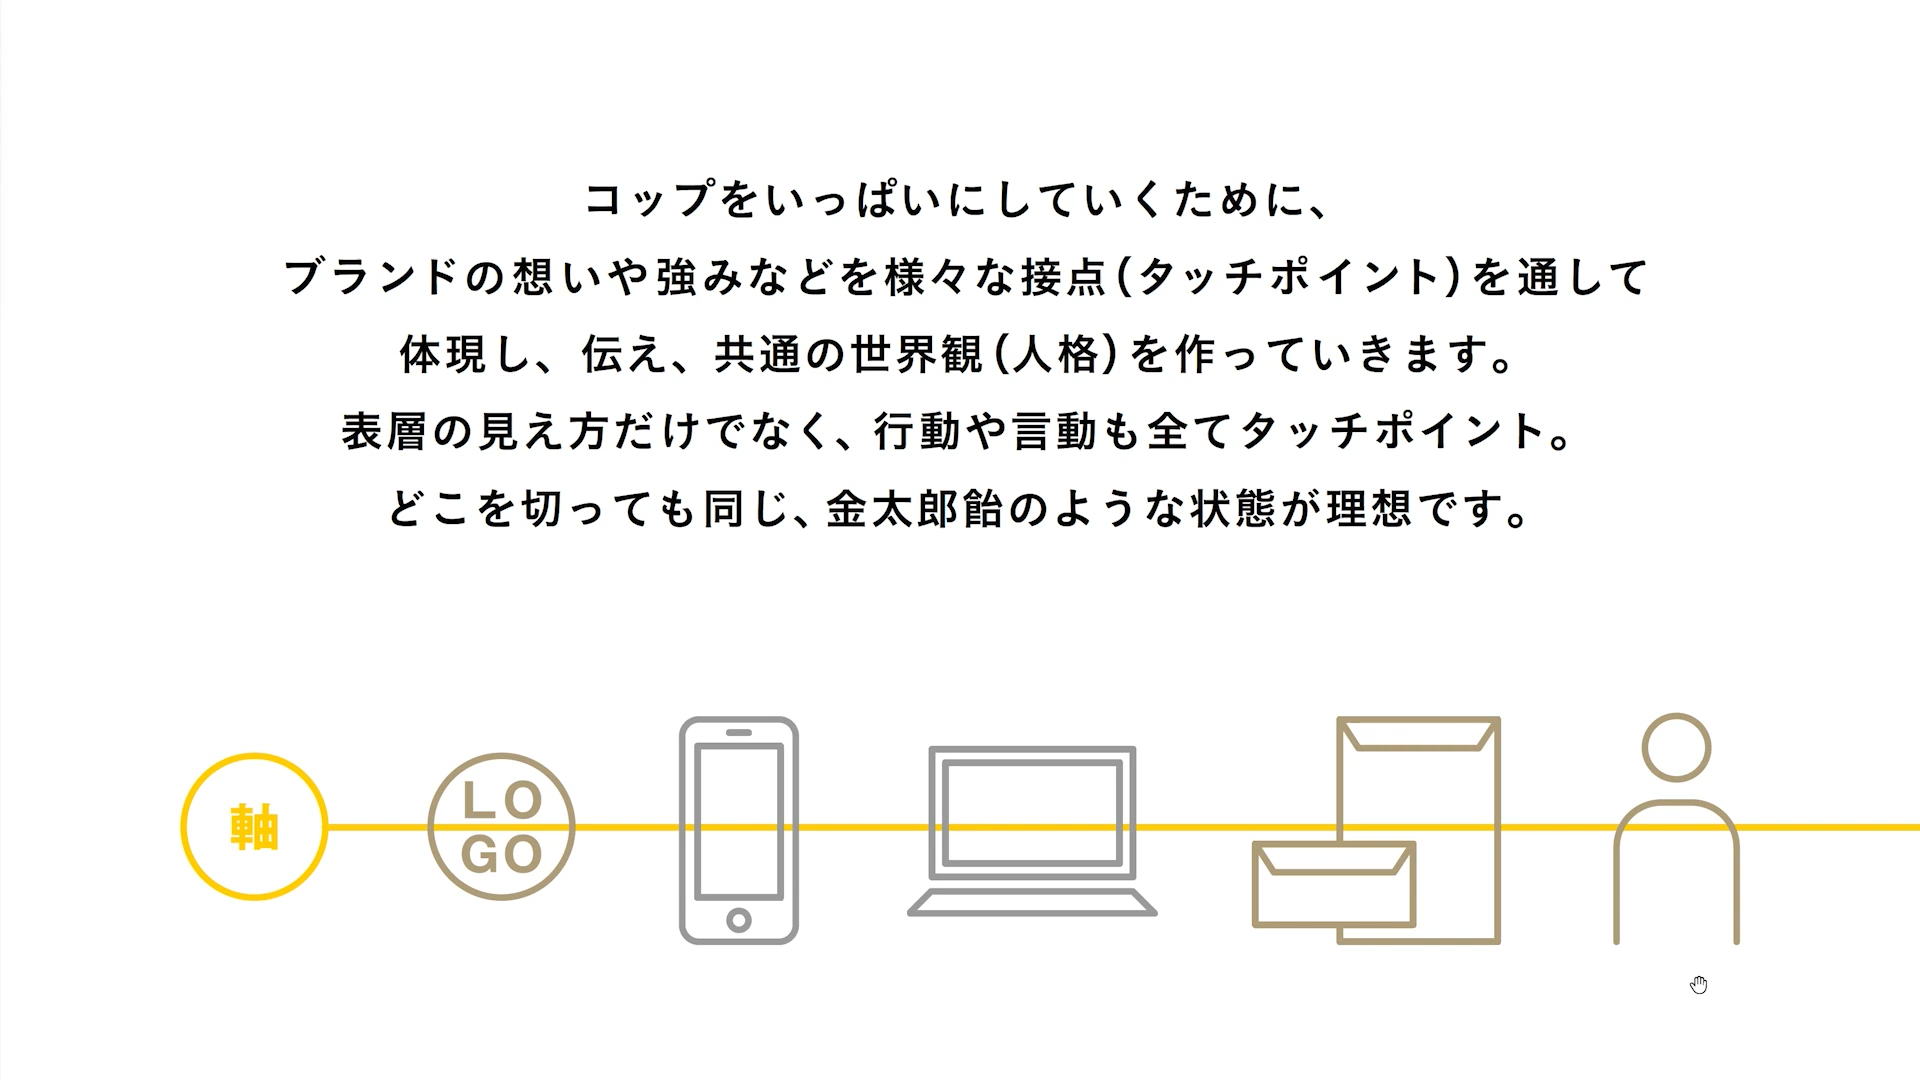 コップをいっぱいにしていくために、
ブランドの想いや強みなどを様々な接点(タッチポイント)を通して
体現し、伝え、共通の世界観(人格)を作っていきます。
表層の見え方だけでなく、行動や言動も全てタッチポイント。
どこを切っても同じ、金太郎飴のような状態が理想です。
軸
LO
GO